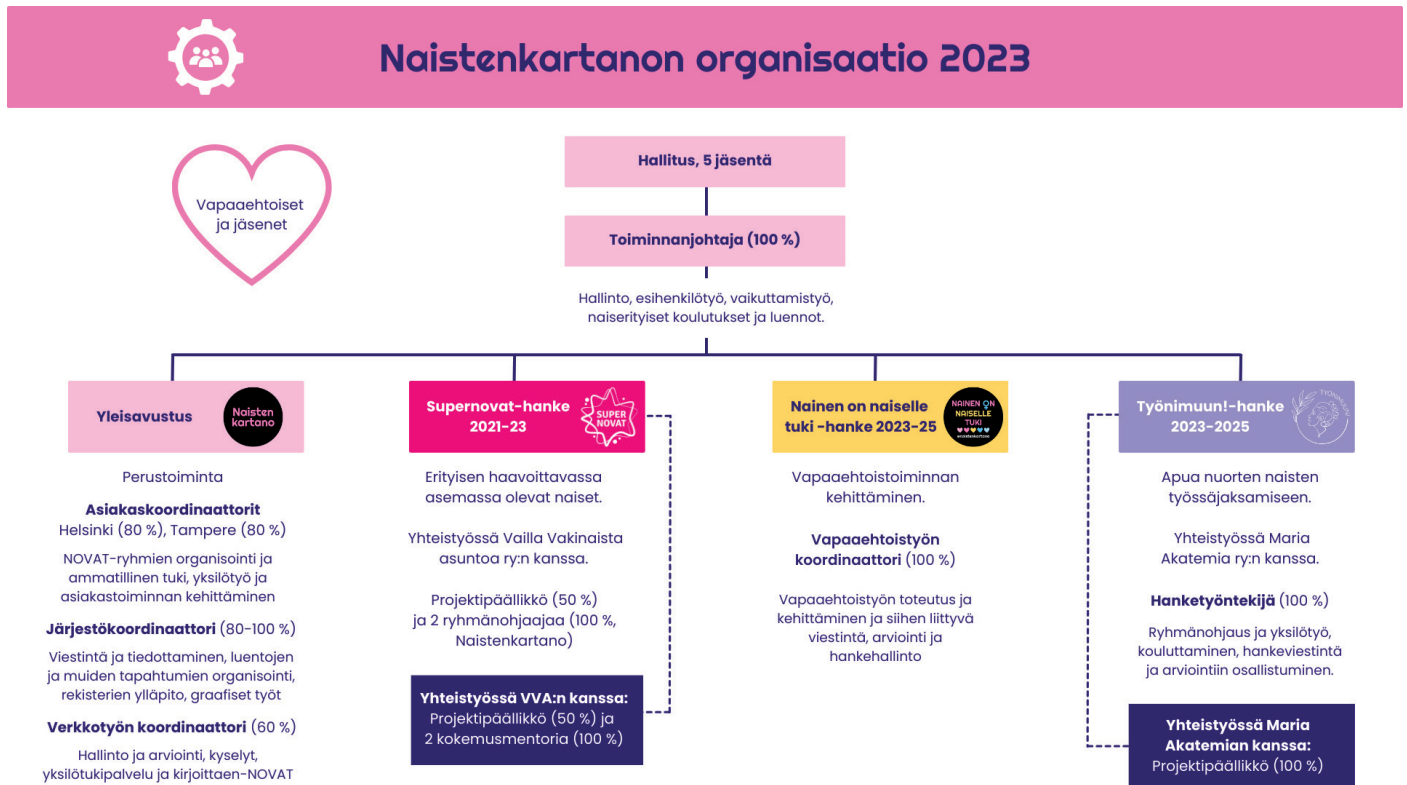 Naistenkartanon organisaatio 2023
Vapaaehtoiset
ja jäsenet
Hallitus, 5 jäsentä
Toiminnanjohtaja (100 %)
Hallinto, esihenkilötyö, vaikuttamistyö,
naiserityiset koulutukset ja luennot.
Yleisavustus
Naisten
kartano
Perustoiminta
Asiakaskoordinaattorit
Helsinki (80 %), Tampere (80 %)
NOVAT-ryhmien organisointi ja
ammatillinen tuki, yksilötyö ja
asiakastoiminnan kehittäminen
Järjestökoordinaattori (80-100 %)
Viestintä ja tiedottaminen, luentojen
ja muiden tapahtumien organisointi,
rekisterien ylläpito, graafiset työt
Verkkotyön koordinaattori (60 %)
Hallinto ja arviointi, kyselyt,
yksilötukipalvelu ja kirjoittaen-NOVAT
Supernovat-hanke
2021-23
SUPER
NOVAT
Erityisen haavoittavassa
asemassa olevat naiset.
Yhteistyössä Vailla Vakinaista
asuntoa ry:n kanssa.
Projektipäällikkö (50 %)
ja 2 ryhmänohjaajaa (100 %,
Naistenkartano)
Yhteistyössä VVA:n kanssa:
Projektipäällikkö (50 %) ja
2 kokemusmentoria (100 %)
Nainen on naiselle
tuki -hanke 2023-25
NAINEN ON
NAISELLE
TUKI
Vapaaehtoistoiminnan
kehittäminen.
Vapaaehtoistyön
koordinaattori (100 %)
Vapaaehtoistyön toteutus ja
kehittäminen ja siihen liittyvä
viestintä, arviointi ja
hankehallinto
Työnimuun!-hanke
2023-2025
Apua nuorten naisten
työssäjaksamiseen.
Yhteistyössä Maria
Akatemia ry:n kanssa.
Hanketyöntekijä (100 %)
Ryhmänohjaus ja yksilötyö,
kouluttaminen, hankeviestintä
ja arviointiin osallistuminen.
Yhteistyössä Maria
Akatemian kanssa:
Projektipäällikkö (100 %)